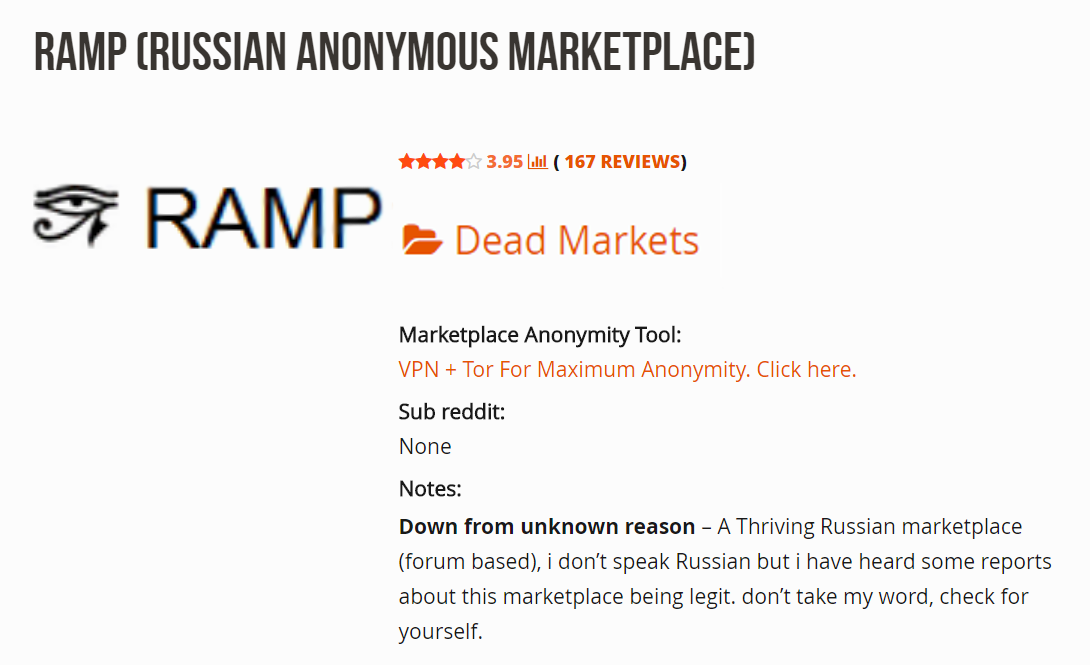 RAMP (RUSSIAN ANONYMOUS MARKETPLACE)
3.95 ( 167 REVIEWS)
RAMP
Dead Markets
Marketplace Anonymity Tool:
VPN + Tor For Maximum Anonymity. Click here.
Sub reddit:
None
Notes:
Down from unknown reason – A Thriving Russian marketplace
(forum based), i don’t speak Russian but i have heard some reports
about this marketplace being legit. don’t take my word, check for
yourself.